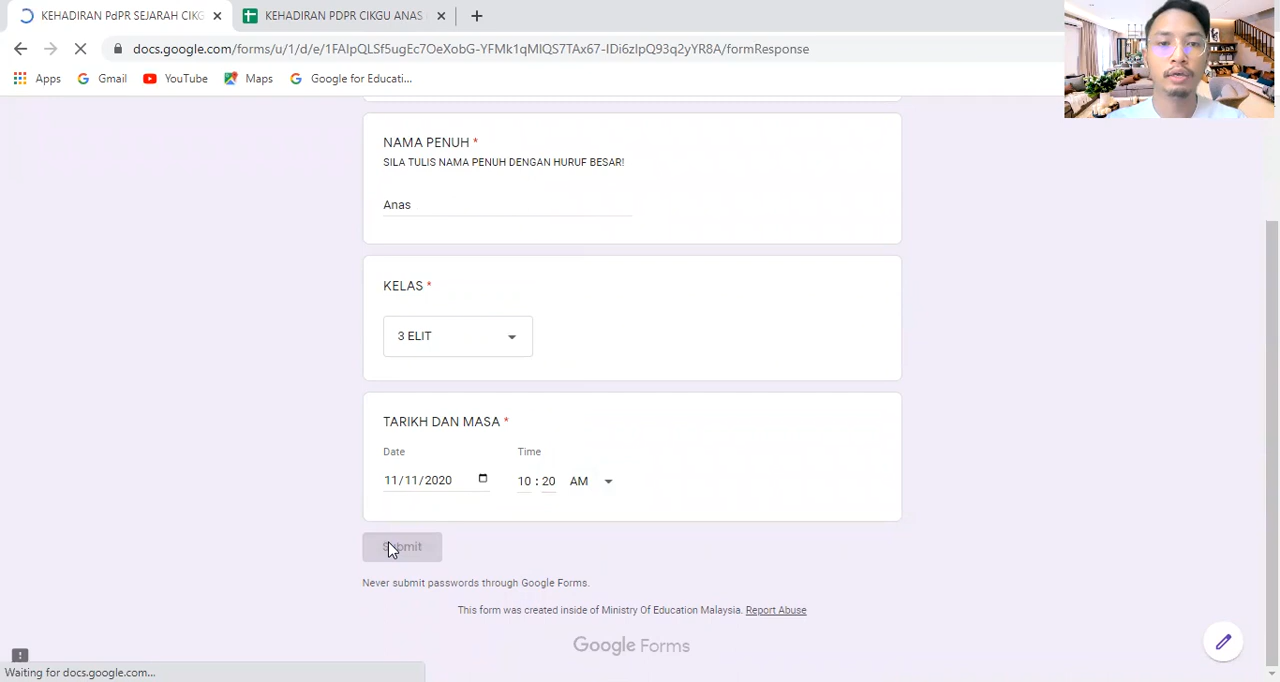 KEHADIRAN PdPR SEJARAH CIKG
KEHADIRAN PDPR CIKGU ANAS
docs.google.com/forms/u/1/d/e/1FAIpQLSf5ugEc7OeXobG-YFMk1qMIQS7TAx67-IDi6zlpQ93q2yYR8A/formResponse
Apps
Gmail
YouTube
Maps
Google for Educati...
NAMA PENUH *
SILA TULIS NAMA PENUH DENGAN HURUF BESAR!
Anas
KELAS *
3 ELIT
TARIKH DAN MASA *
Date
Time
11/11/2020
10 : 20 AM
Submit
Never submit passwords through Google Forms.
This form was created inside of Ministry Of Education Malaysia. Report Abuse
Google Forms
Waiting for docs.google.com...